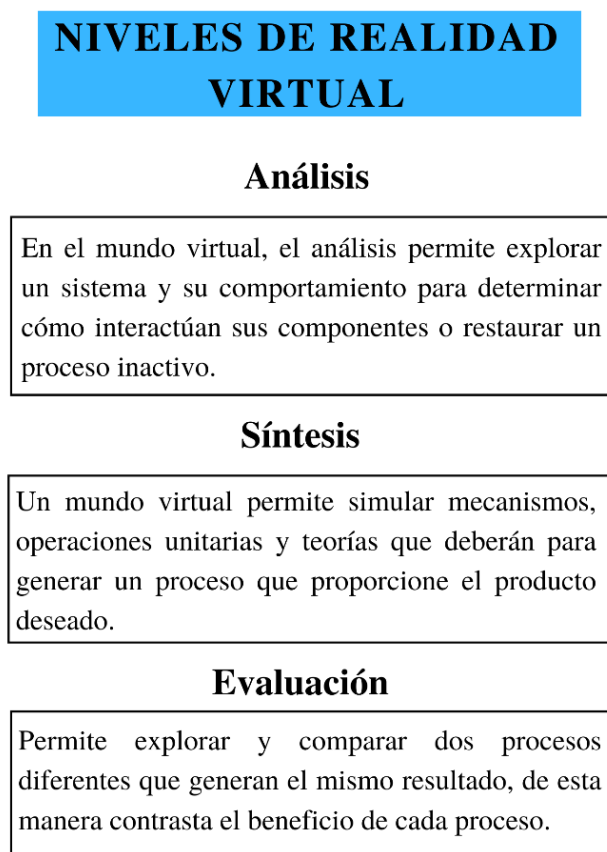 NIVELES DE REALIDAD
VIRTUAL
Análisis
En el mundo virtual, el análisis permite explorar
un sistema y su comportamiento para determinar
cómo interactúan sus componentes o restaurar un
proceso inactivo.
Síntesis
Un mundo virtual permite simular mecanismos,
operaciones unitarias y teorías que deberán para
generar un proceso que proporcione el producto
deseado.
Evaluación
Permite explorar y comparar dos procesos
diferentes que generan el mismo resultado, de esta
manera contrasta el beneficio de cada proceso.